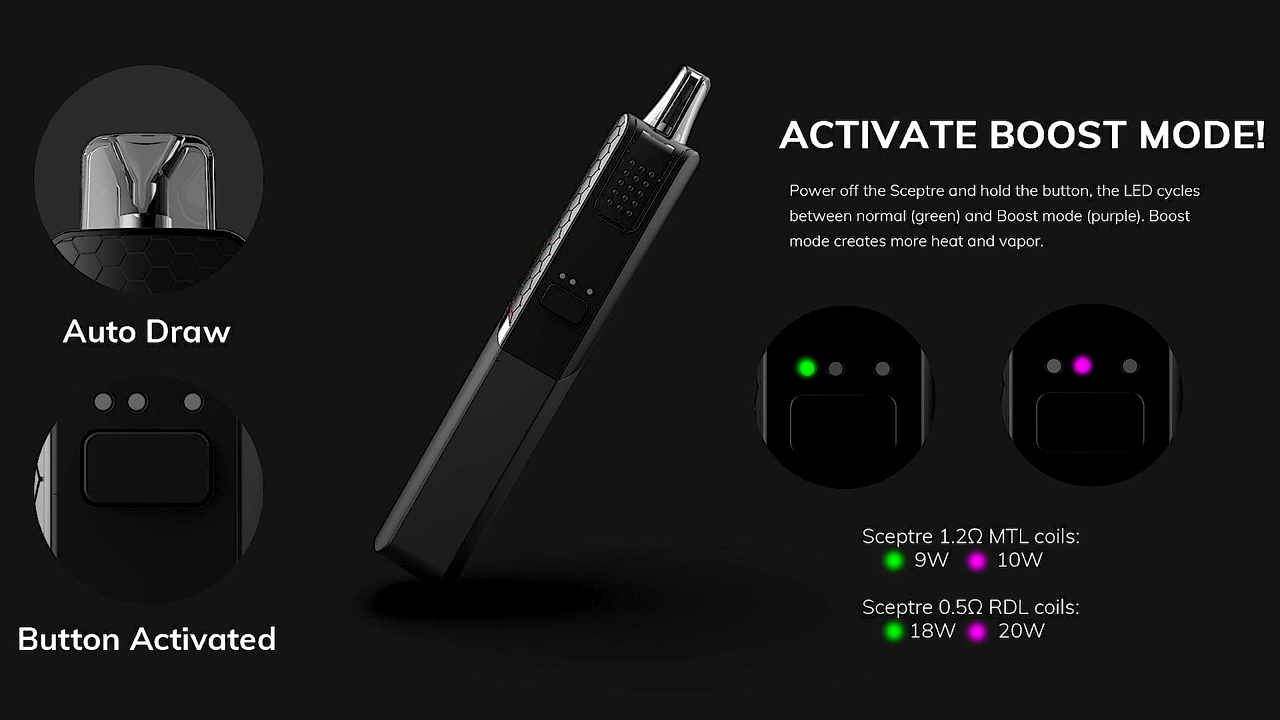 Auto Draw
Button Activated
ACTIVATE BOOST MODE!
Power off the Sceptre and hold the button, the LED cycles
between normal (green) and Boost mode (purple). Boost
mode creates more heat and vapor.
Sceptre 1.2Ω MTL coils:
9W 10W
Sceptre 0.5Ω RDL coils:
18W 20W